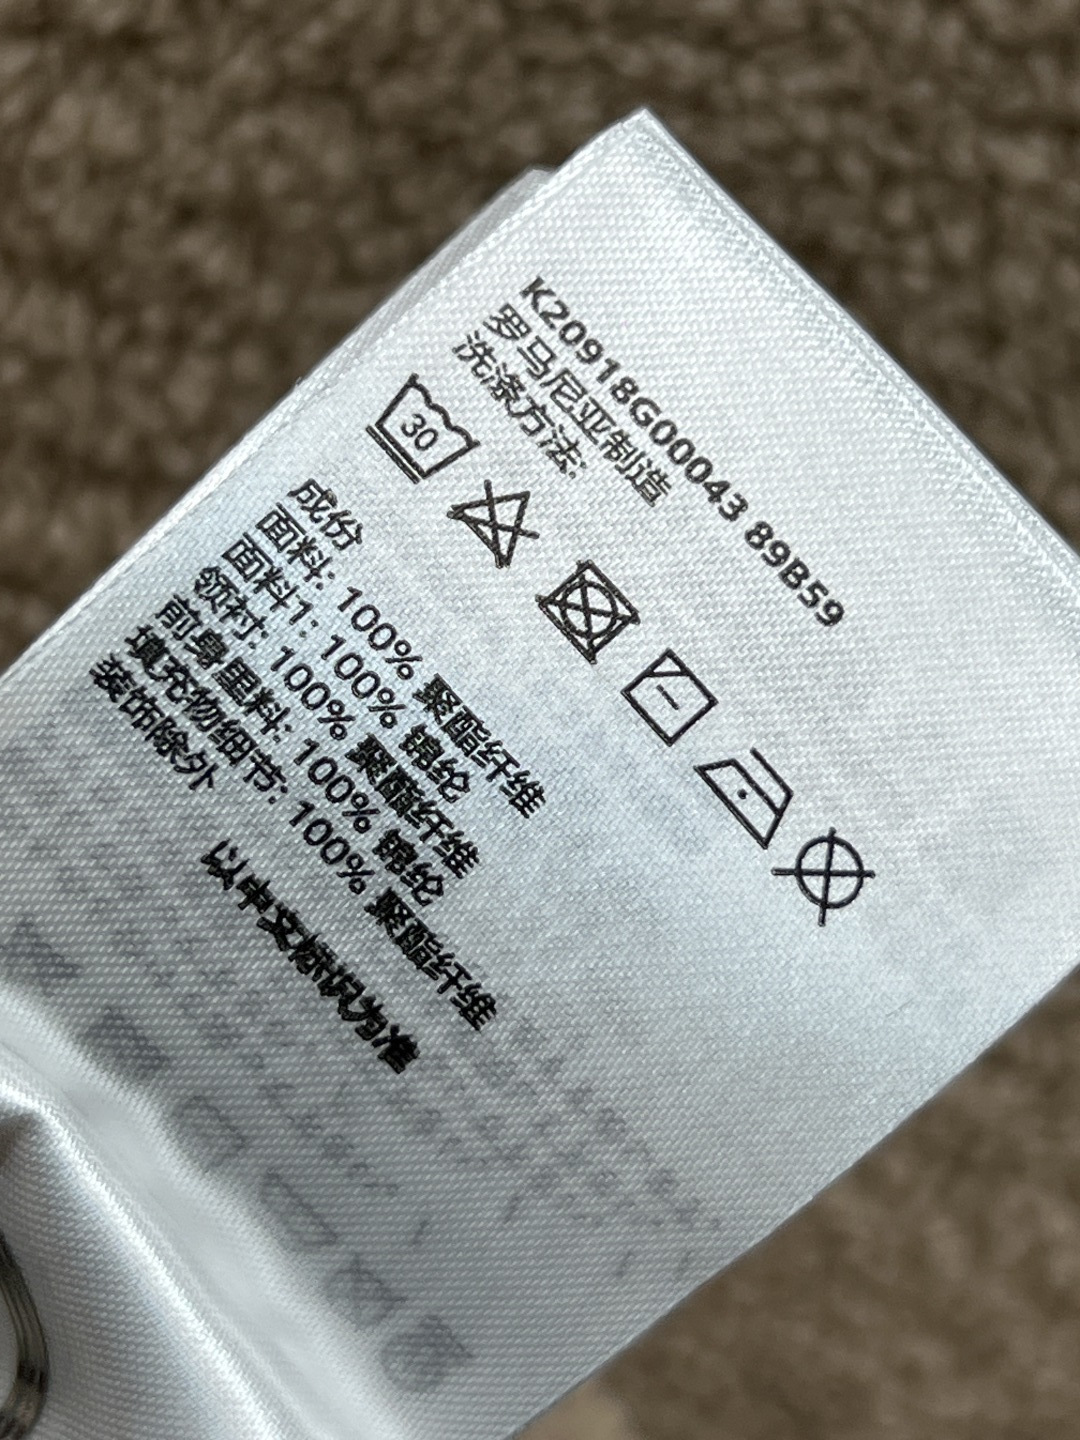 K20918G00043 89B59
罗马尼亚制造
洗涤方法:
30
成份
面料: 100% 聚酯纤维
面料1: 100% 锦纶
领衬: 100% 聚酯纤维
前身里料: 100% 锦纶
填充物细节: 100% 聚酯纤维
装饰除外
以中文标识为准